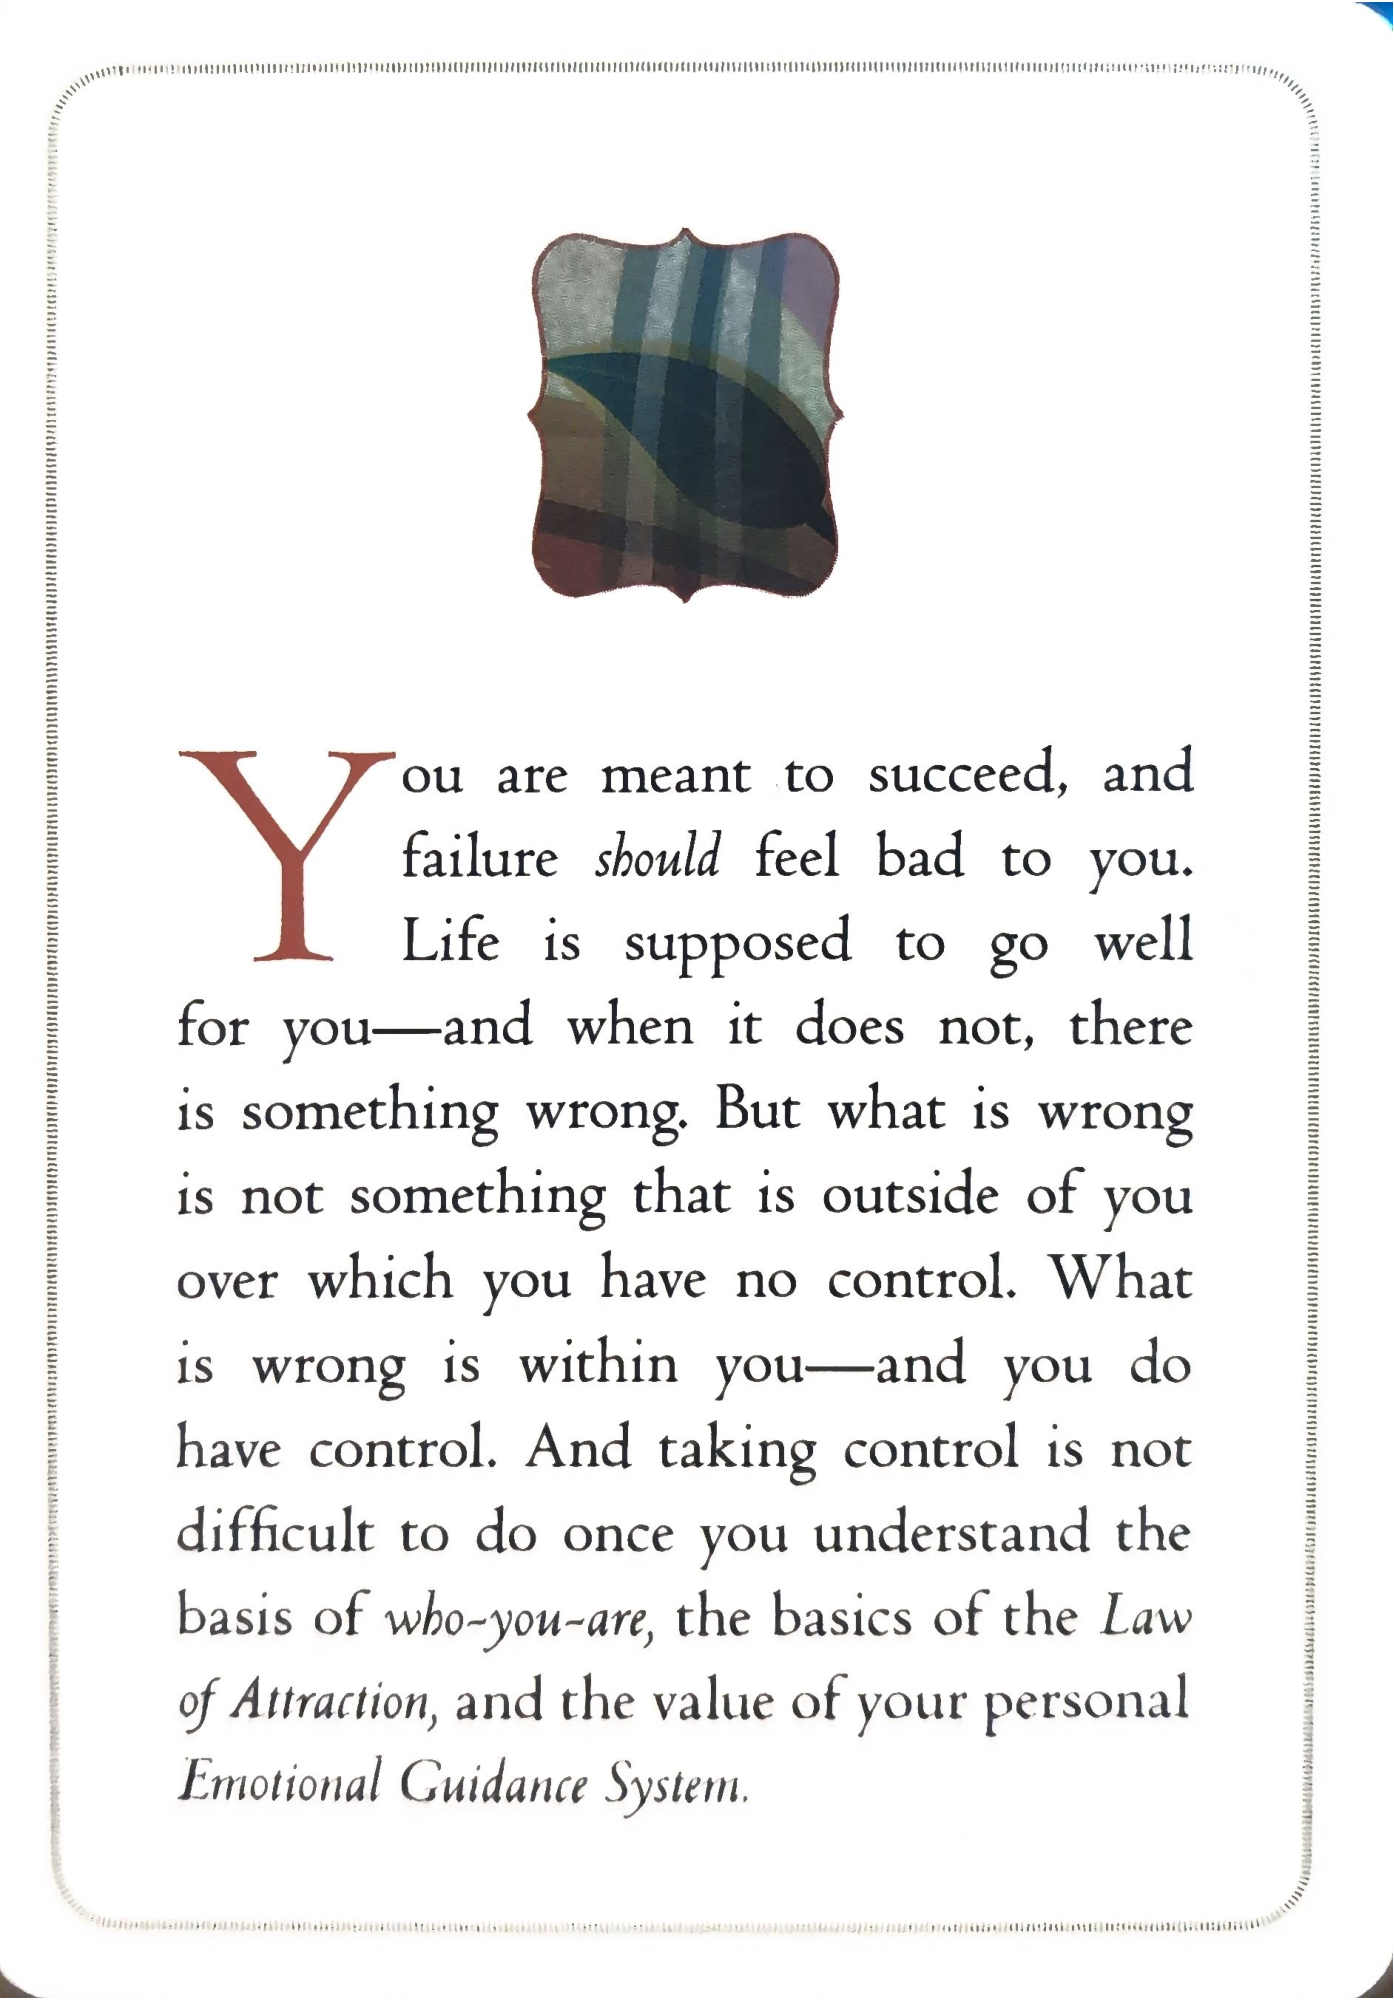 You are meant to succeed, and
failure should feel bad to you.
Life is supposed to go well
for you—and when it does not, there
is something wrong. But what is wrong
is not something that is outside of you
over which you have no control. What
is wrong is within you—and you do
have control. And taking control is not
difficult to do once you understand the
basis of who-you-are, the basics of the Law
of Attraction, and the value of your personal
Emotional Guidance System.